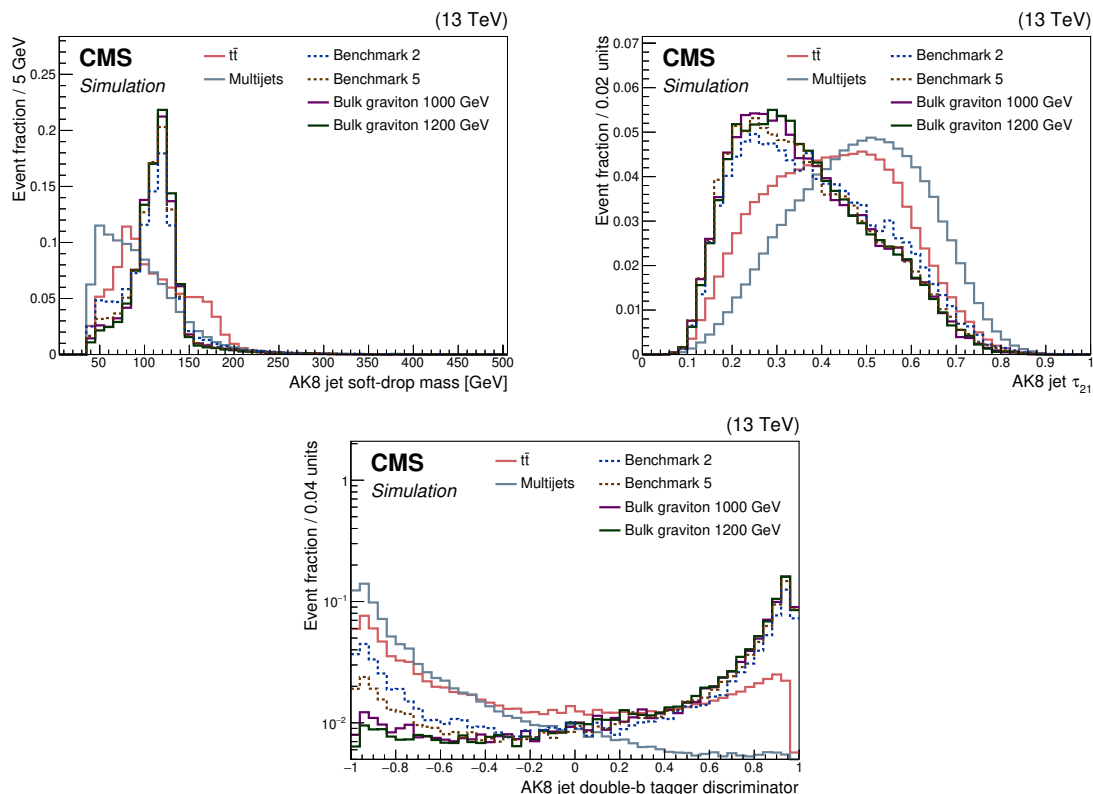 (13 TeV)
CMS
Simulation
tt̄
Multijets
Benchmark 2
Benchmark 5
Bulk graviton 1000 GeV
Bulk graviton 1200 GeV
Event fraction / 5 GeV
0.25
0.2
0.15
0.1
0.05
0
50 100 150 200 250 300 350 400 450 500
AK8 jet soft-drop mass [GeV]
(13 TeV)
CMS
Simulation
tt̄
Multijets
Benchmark 2
Benchmark 5
Bulk graviton 1000 GeV
Bulk graviton 1200 GeV
Event fraction / 0.02 units
0.07
0.06
0.05
0.04
0.03
0.02
0.01
0
0 0.1 0.2 0.3 0.4 0.5 0.6 0.7 0.8 0.9 1
AK8 jet τ21
(13 TeV)
CMS
Simulation
tt̄
Multijets
Benchmark 2
Benchmark 5
Bulk graviton 1000 GeV
Bulk graviton 1200 GeV
Event fraction / 0.04 units
1
10−1
10−2
−1 −0.8 −0.6 −0.4 −0.2 0 0.2 0.4 0.6 0.8 1
AK8 jet double-b tagger discriminator